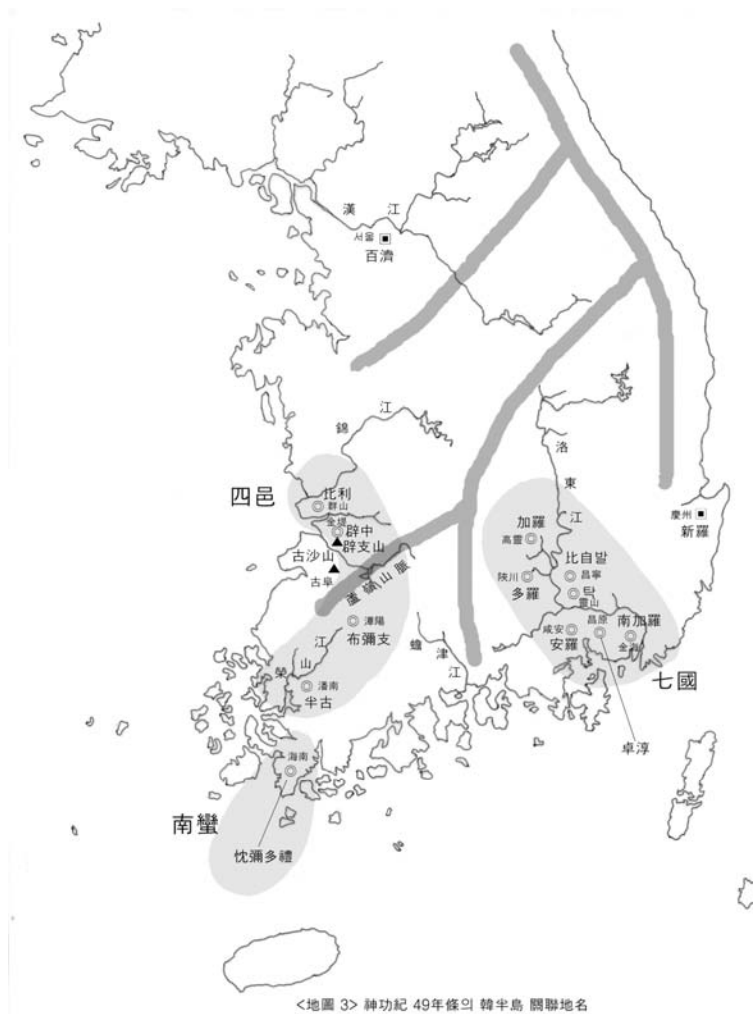 漢江
서울
百濟
錦江
四邑
比利
群山
金堤
辟中
辟支山
古沙山
古阜
蘆嶺山脈
潭陽
布彌支
榮山江
潘南
半古
蟾津江
海南
南蠻
忱彌多禮
洛東江
加羅
高靈
比自㶱
昌寧
陜川
多羅
탁
靈山
昌原
南加羅
咸安
安羅
金海
七國
卓淳
慶州
新羅
<地圖 3> 神功紀 49年條의 韓半島 關聯地名